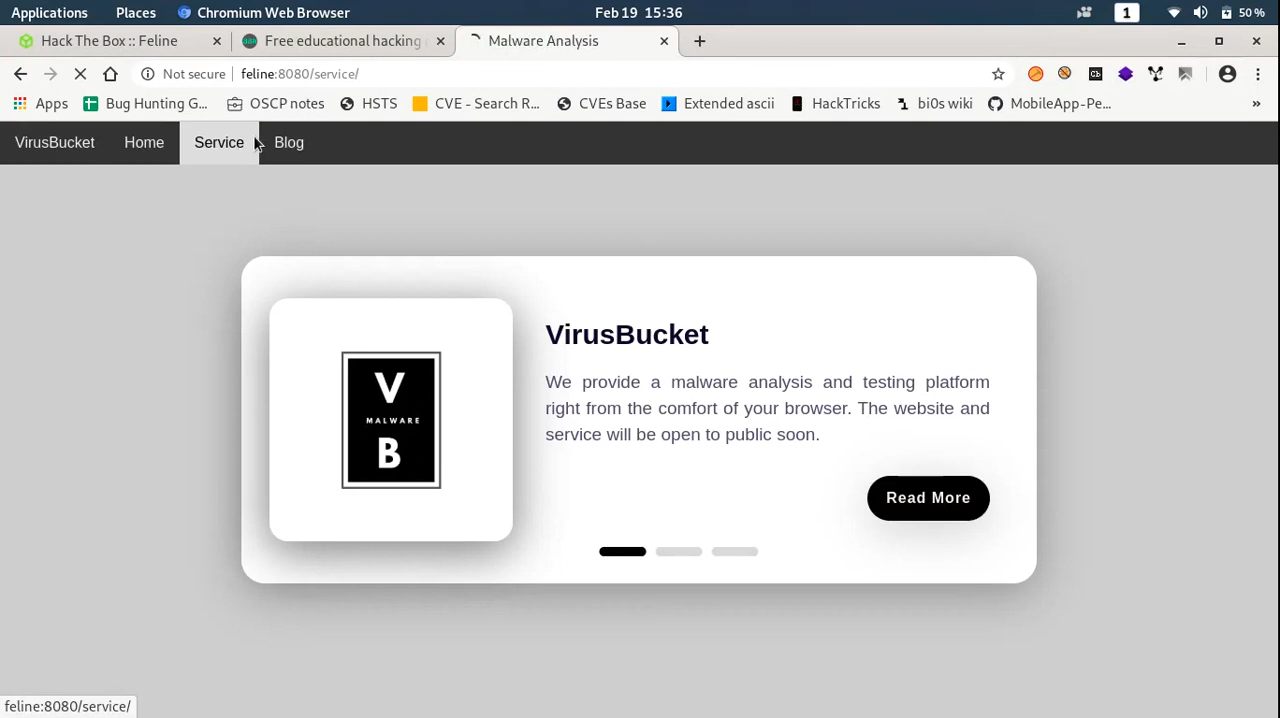 Applications Places Chromium Web Browser Feb 19 15:36 1 50 %
Hack The Box :: Feline Free educational hacking Malware Analysis
Not secure feline:8080/service/
Apps Bug Hunting G... OSCP notes HSTS CVE - Search R... CVEs Base Extended ascii HackTricks bi0s wiki MobileApp-Pe... »
VirusBucket Home Service Blog
V
MALWARE
B
VirusBucket
We provide a malware analysis and testing platform
right from the comfort of your browser. The website and
service will be open to public soon.
Read More
feline:8080/service/